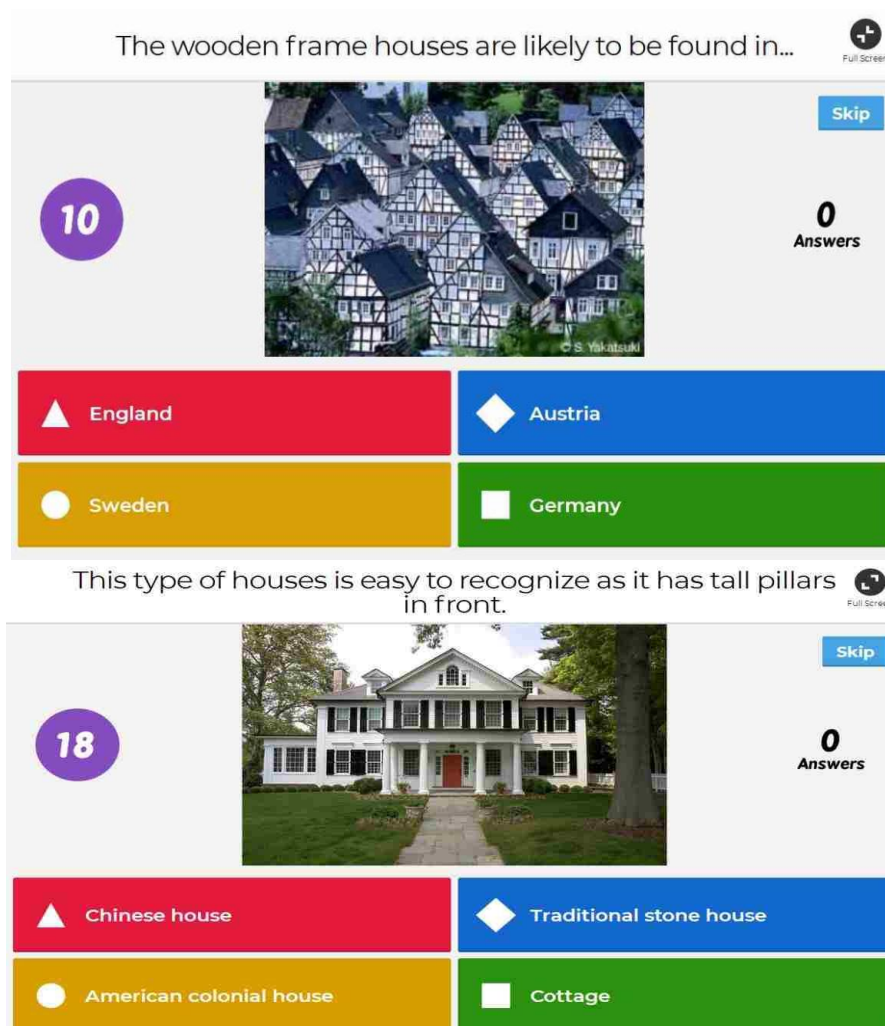 The wooden frame houses are likely to be found in...
Full Screen
Skip
10
0
Answers
© S. Yakatsuki
England
Austria
Sweden
Germany
This type of houses is easy to recognize as it has tall pillars
in front.
Full Scree
Skip
18
0
Answers
Chinese house
Traditional stone house
American colonial house
Cottage